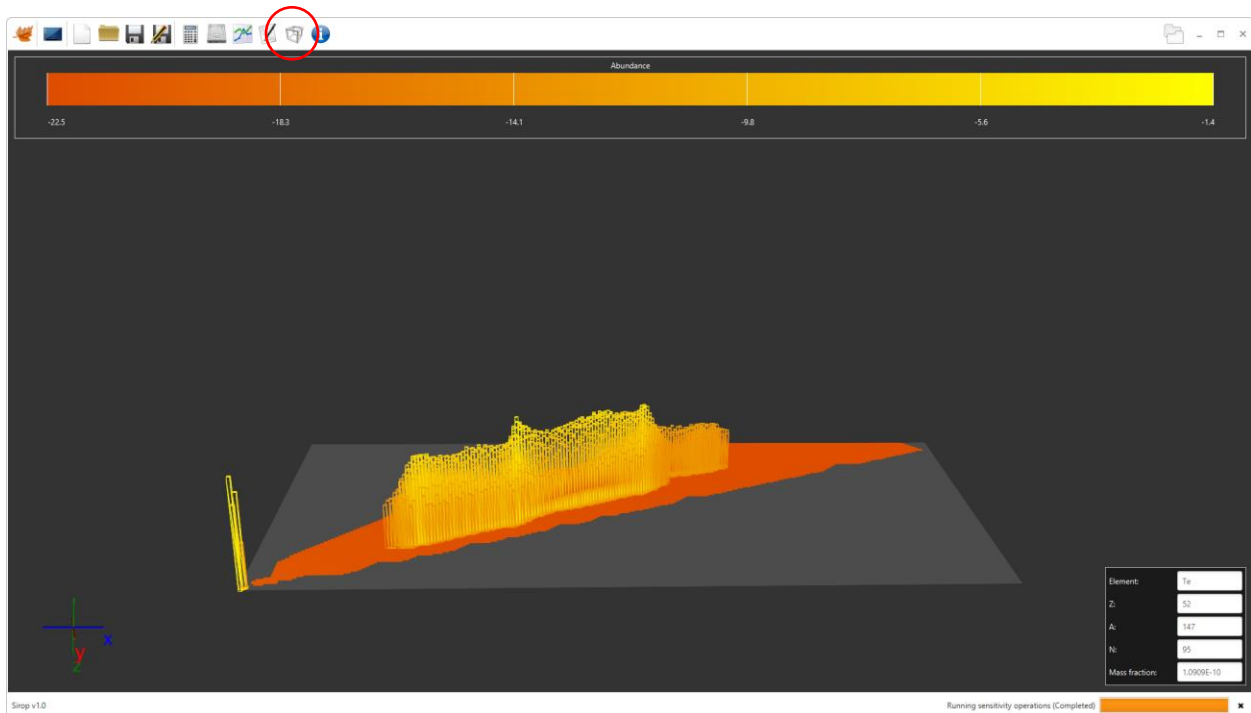 Abundance
-22.5 -18.3 -14.1 -9.8 -5.6 -1.4
x
y
z
Element: Te
Z: 52
A: 147
N: 95
Mass fraction: 1.0909E-10
Sirop v1.0
Running sensitivity operations (Completed)